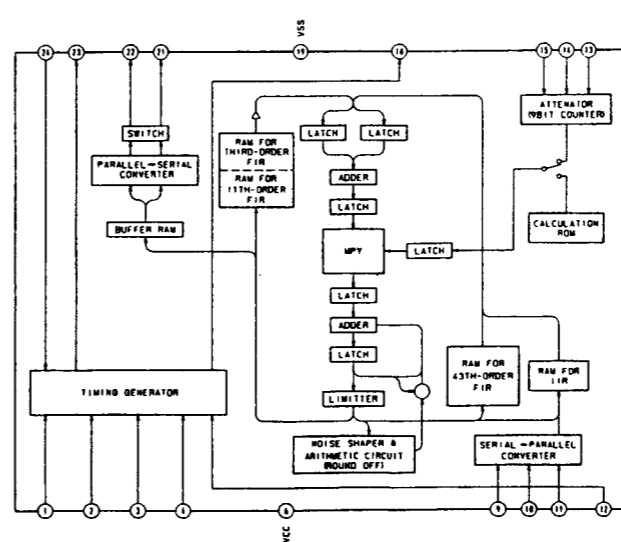 VSS
24 23 22 21 19 16 15 14 13
ATTENATOR
(9BIT COUNTER)
SWITCH
RAM FOR
THIRD-ORDER
FIR
RAM FOR
11TH-ORDER
FIR
LATCH
LATCH
PARALLEL→SERIAL
CONVERTER
ADDER
LATCH
BUFFER RAM
MPY
LATCH
CALCULATION
ROM
LATCH
ADDER
LATCH
RAM FOR
43TH-ORDER
FIR
RAM FOR
IIR
TIMING GENERATOR
LIMITTER
NOISE SHAPER &
ARITHMETIC CIRCUIT
(ROUND OFF)
SERIAL→PARALLEL
CONVERTER
1 2 3 4 6 9 10 11 12
VCC